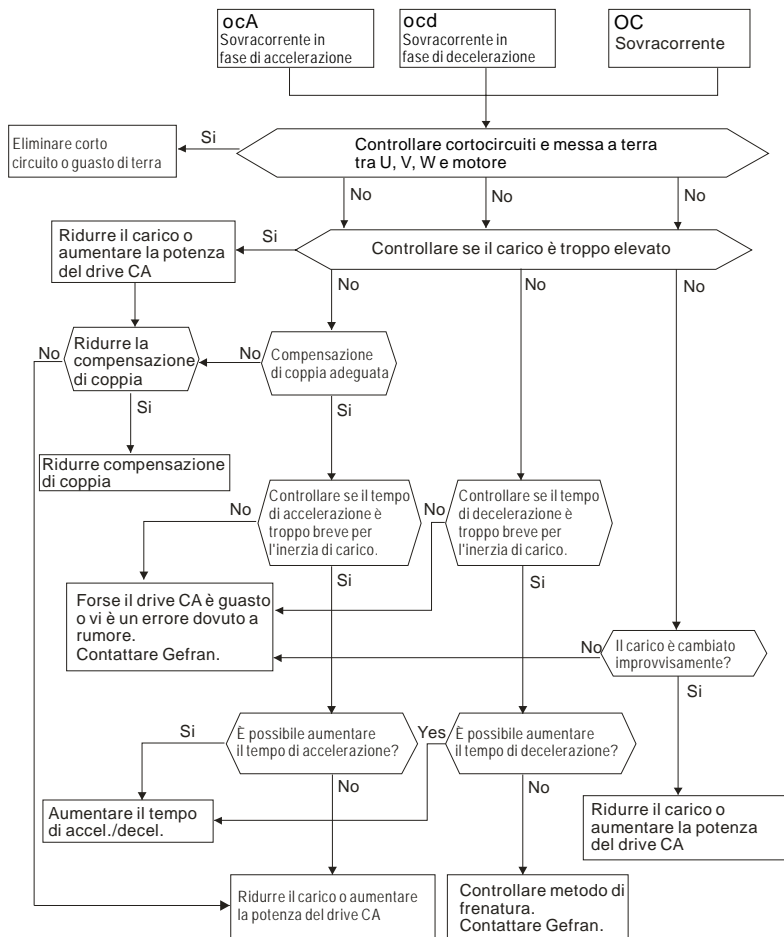 ocA
Sovracorrente in
fase di accelerazione
ocd
Sovracorrente in
fase di decelerazione
OC
Sovracorrente
Eliminare corto
circuito o guasto di terra
Si
Controllare cortocircuiti e messa a terra
tra U, V, W e motore
No
No
No
Ridurre il carico o
aumentare la potenza
del drive CA
Si
Controllare se il carico è troppo elevato
No
No
No
No
Ridurre la
compensazione
di coppia
No
Compensazione
di coppia adeguata
Si
Si
Ridurre compensazione
di coppia
No
Controllare se il tempo
di accelerazione è
troppo breve per
l'inerzia di carico.
No
Controllare se il tempo
di decelerazione è
troppo breve per
l'inerzia di carico.
Si
Si
Forse il drive CA è guasto
o vi è un errore dovuto a
rumore.
Contattare Gefran.
No
Il carico è cambiato
improvvisamente?
Si
Si
È possibile aumentare
il tempo di accelerazione?
Yes
È possibile aumentare
il tempo di decelerazione?
No
No
Aumentare il tempo
di accel./decel.
Ridurre il carico o
aumentare la potenza
del drive CA
Ridurre il carico o aumentare
la potenza del drive CA
Controllare metodo di
frenatura.
Contattare Gefran.